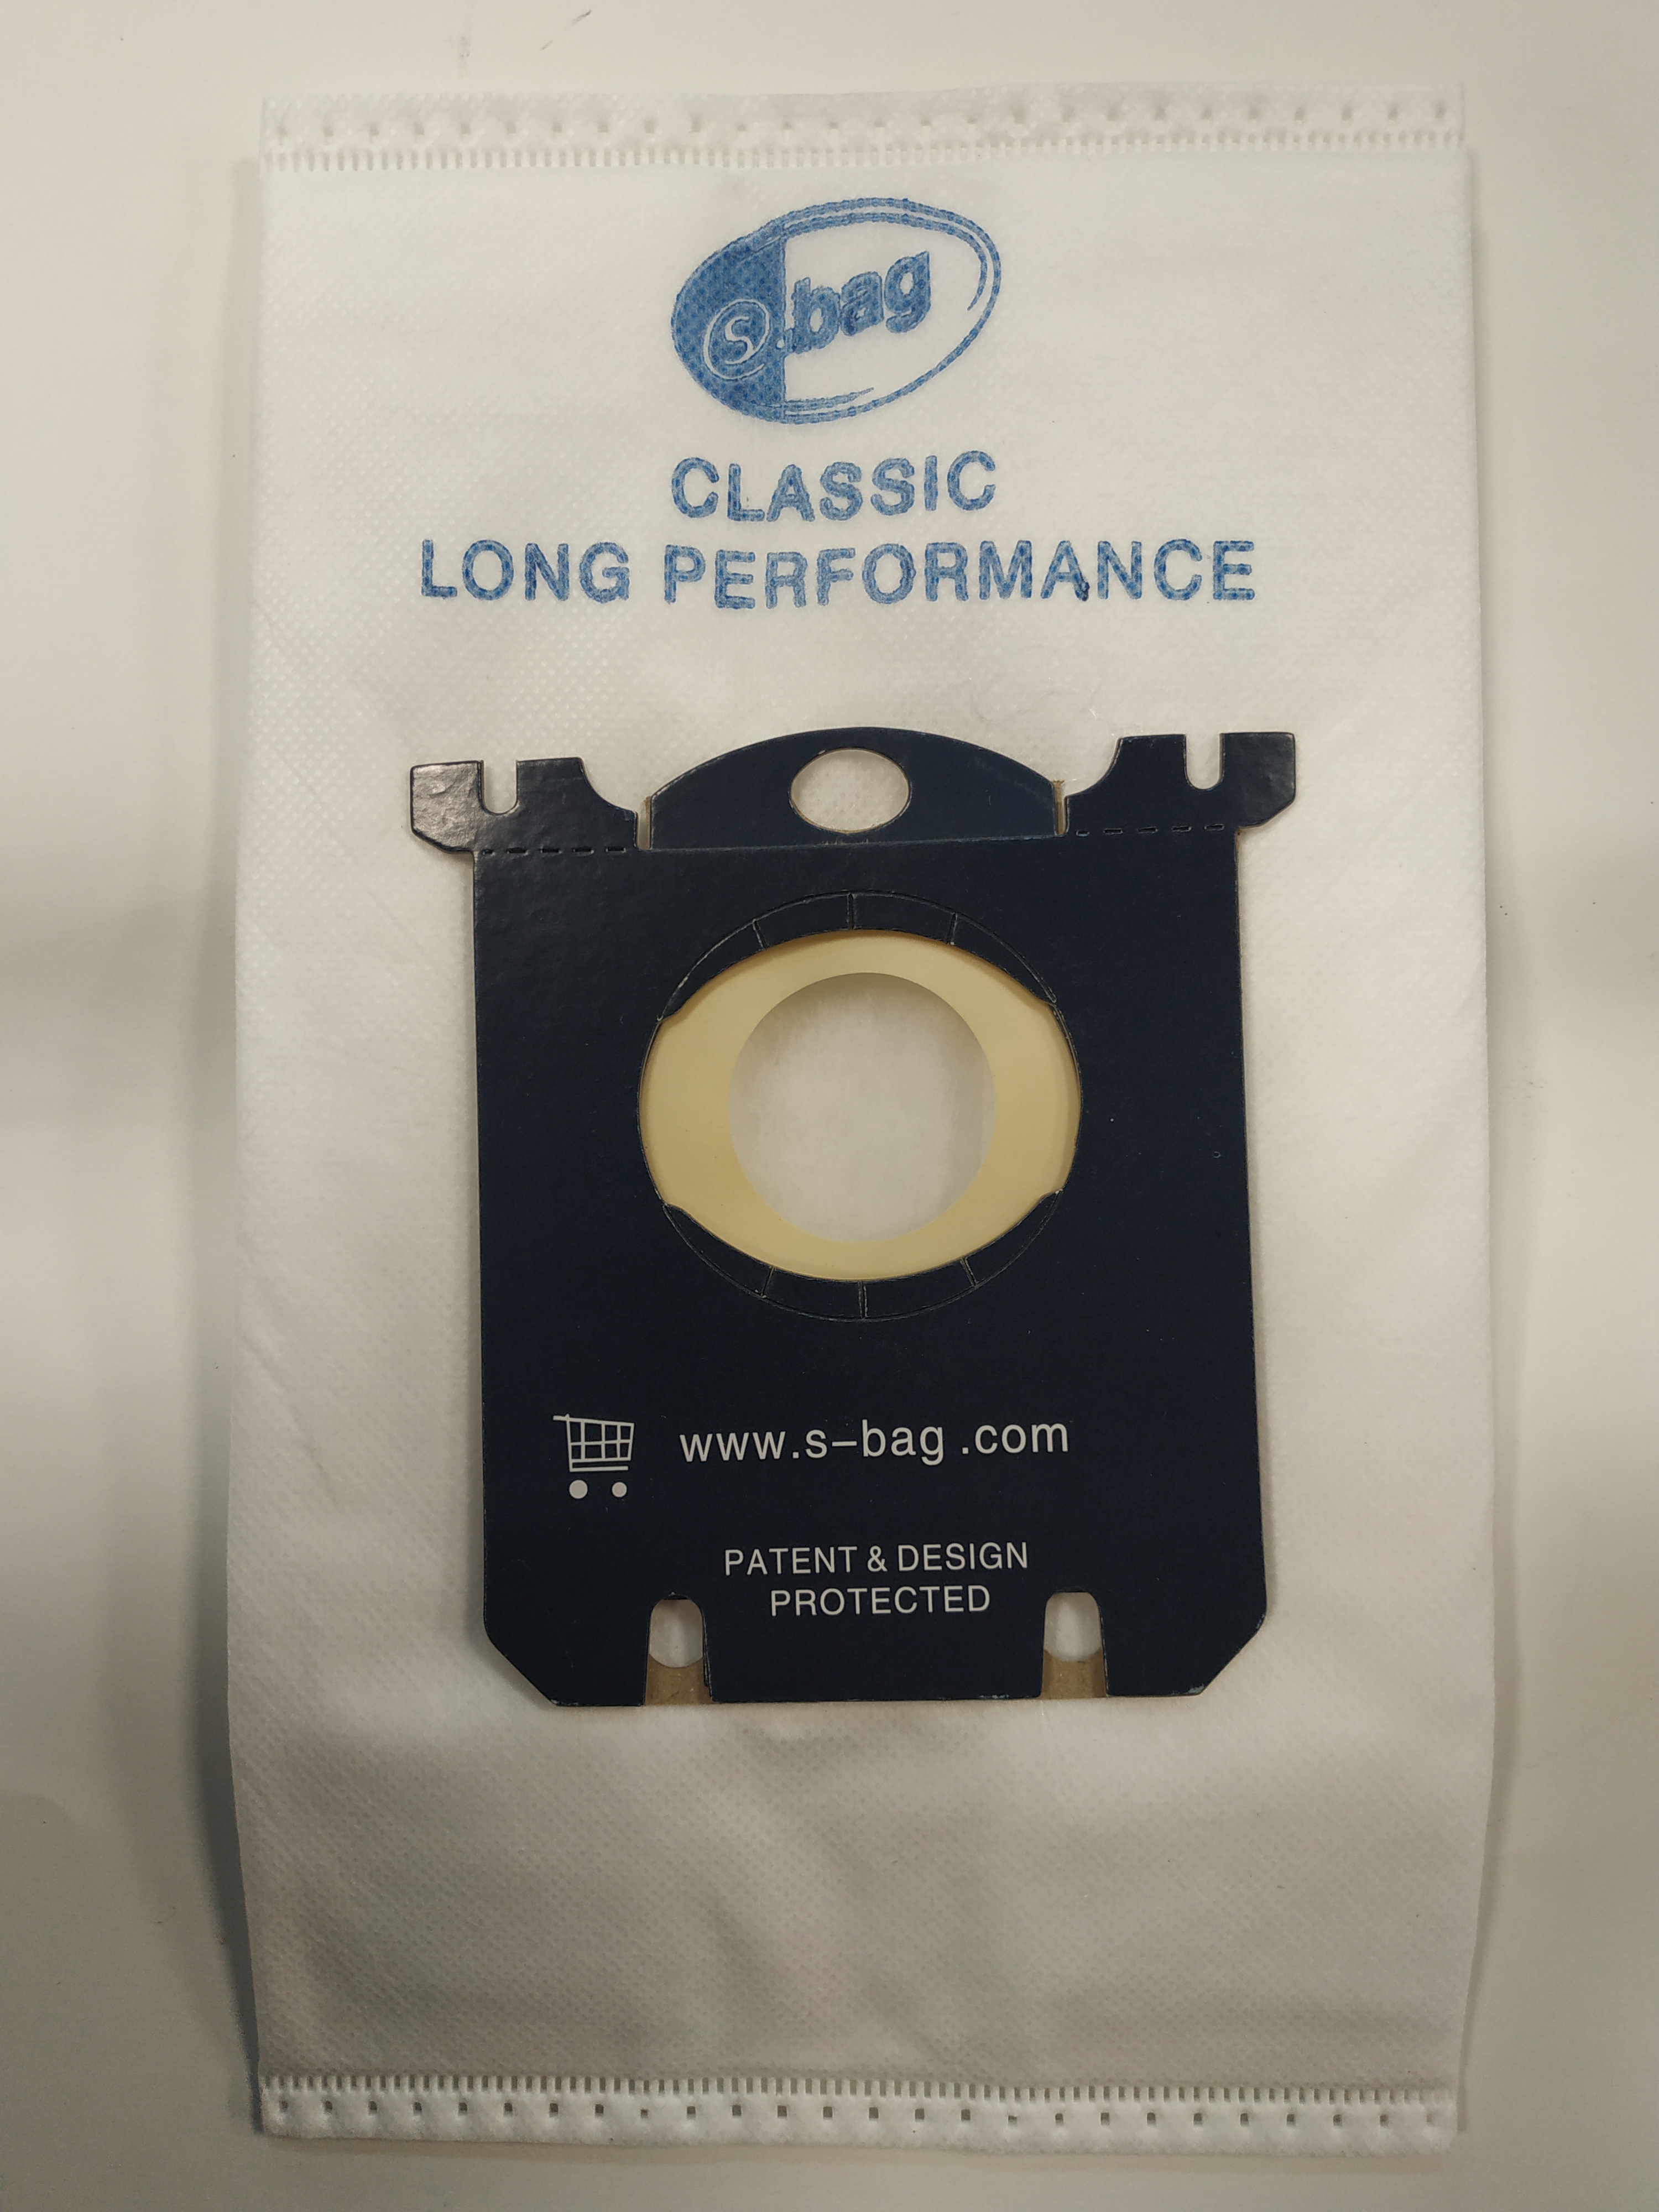 s-bag
CLASSIC
LONG PERFORMANCE
www.s-bag.com
PATENT & DESIGN
PROTECTED